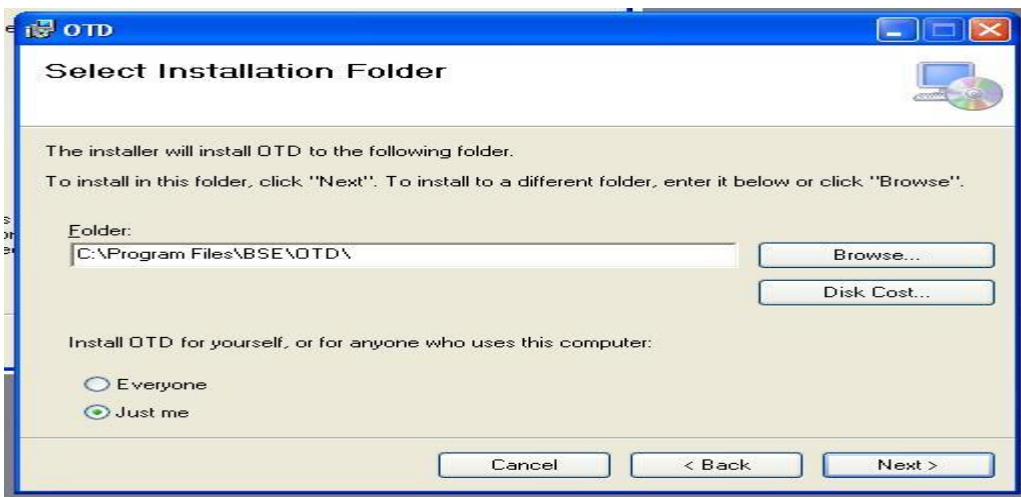 OTD
Select Installation Folder
The installer will install OTD to the following folder.
To install in this folder, click "Next". To install to a different folder, enter it below or click "Browse".
Folder:
C:\Program Files\BSE\OTD\
Browse...
Disk Cost...
Install OTD for yourself, or for anyone who uses this computer:
Everyone
Just me
Cancel
< Back
Next >